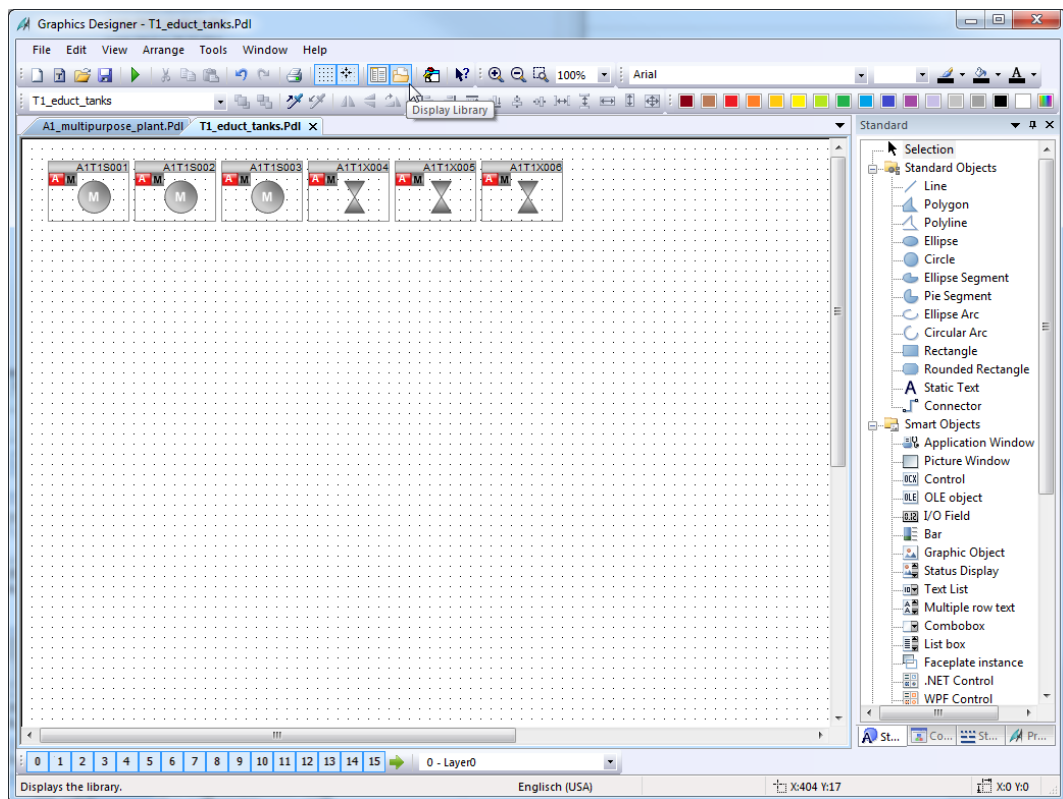 Graphics Designer - T1_educt_tanks.Pdl
File Edit View Arrange Tools Window Help
100% Arial
T1_educt_tanks
Display Library
A1_multipurpose_plant.Pdl T1_educt_tanks.Pdl
A1T1S001 A1T1S002 A1T1S003 A1T1X004 A1T1X005 A1T1X006
A M A M A M A M A M A M
M M M
Standard
Selection
Standard Objects
Line
Polygon
Polyline
Ellipse
Circle
Ellipse Segment
Pie Segment
Ellipse Arc
Circular Arc
Rectangle
Rounded Rectangle
A Static Text
Connector
Smart Objects
Application Window
Picture Window
OCX Control
OLE OLE object
0.12 I/O Field
Bar
Graphic Object
Status Display
Text List
Multiple row text
Combobox
List box
Faceplate instance
.NET Control
WPF Control
St... Co... St... Pr...
0 1 2 3 4 5 6 7 8 9 10 11 12 13 14 15 0 - Layer0
Displays the library. Englisch (USA) X:404 Y:17 X:0 Y:0